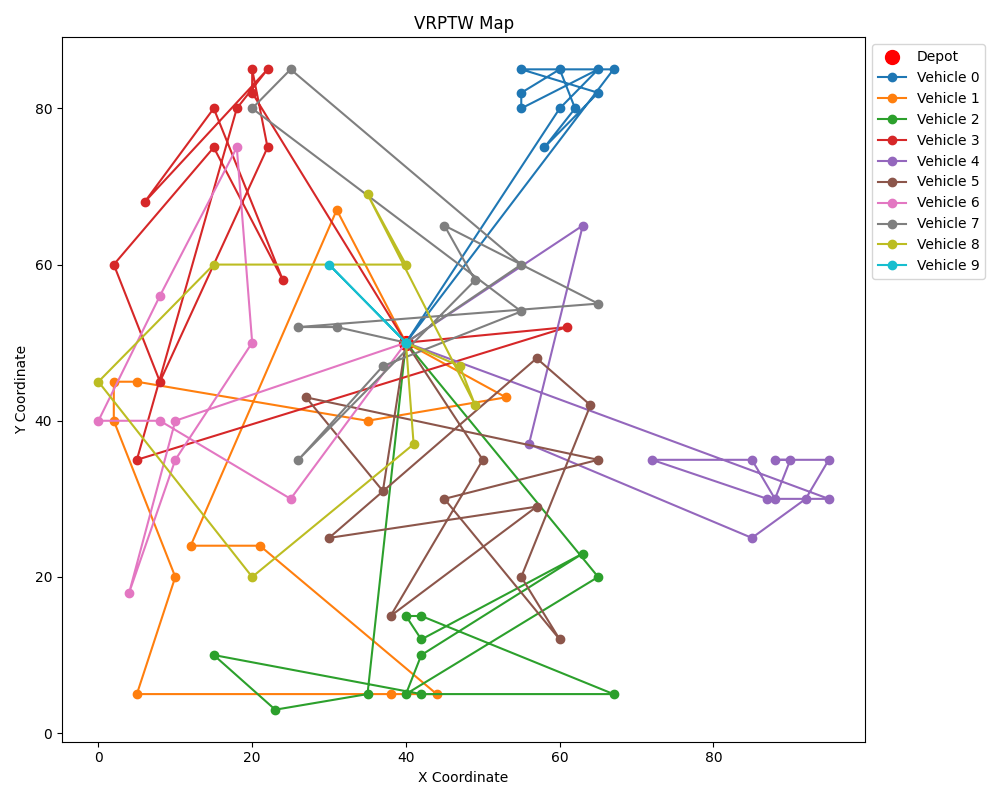 VRPTW Map
Depot
Vehicle 0
Vehicle 1
Vehicle 2
Vehicle 3
Vehicle 4
Vehicle 5
Vehicle 6
Vehicle 7
Vehicle 8
Vehicle 9
Y Coordinate
80
60
40
20
0
0 20 40 60 80
X Coordinate